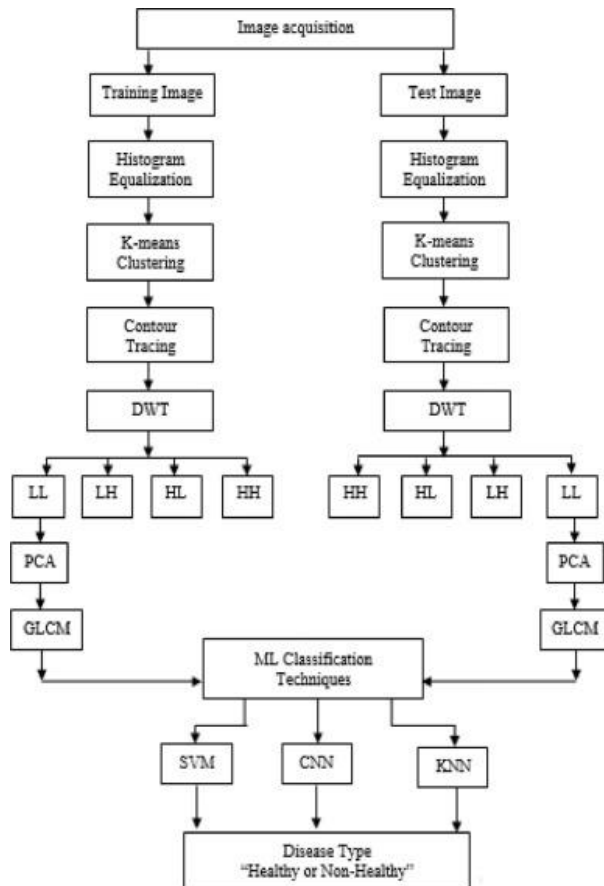 Image acquisition
Training Image
Test Image
Histogram
Equalization
Histogram
Equalization
K-means
Clustering
K-means
Clustering
Contour
Tracing
Contour
Tracing
DWT
DWT
LL
LH
HL
HH
HH
HL
LH
LL
PCA
PCA
GLCM
GLCM
ML Classification
Techniques
SVM
CNN
KNN
Disease Type
“Healthy or Non-Healthy”